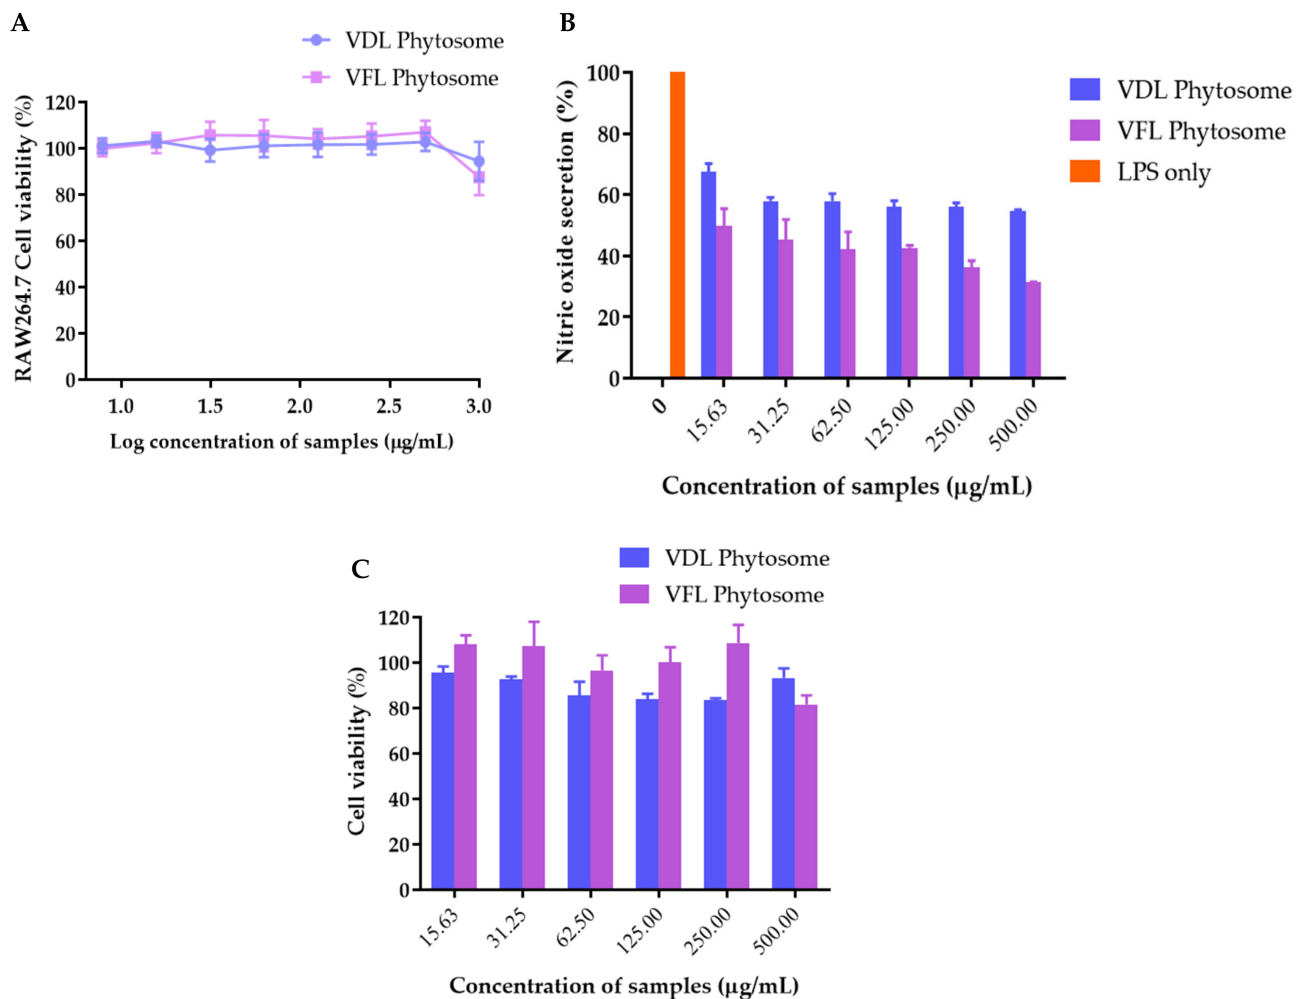 A
VDL Phytosome
VFL Phytosome
RAW264.7 Cell viability (%)
120
100
80
60
40
20
0
1.0 1.5 2.0 2.5 3.0
Log concentration of samples (µg/mL)
B
VDL Phytosome
VFL Phytosome
LPS only
Nitric oxide secretion (%)
100
80
60
40
20
0
0 15.63 31.25 62.50 125.00 250.00 500.00
Concentration of samples (µg/mL)
C
VDL Phytosome
VFL Phytosome
Cell viability (%)
120
100
80
60
40
20
0
15.63 31.25 62.50 125.00 250.00 500.00
Concentration of samples (µg/mL)